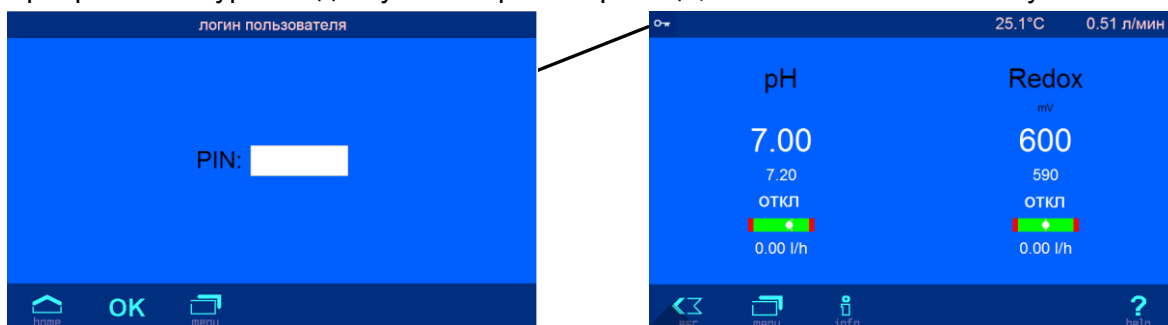 логин пользователя
PIN:
home
OK
menu
25.1°C 0.51 л/мин
pH Redox
mV
7.00 600
7.20 590
откл откл
0.00 l/h 0.00 l/h
esc menu info help